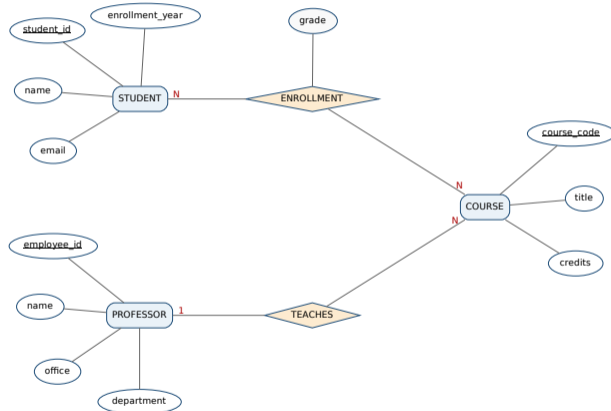 enrollment_year
student_id
grade
name
STUDENT
N
ENROLLMENT
email
course_code
N
COURSE
title
N
credits
employee_id
name
PROFESSOR
1
TEACHES
office
department